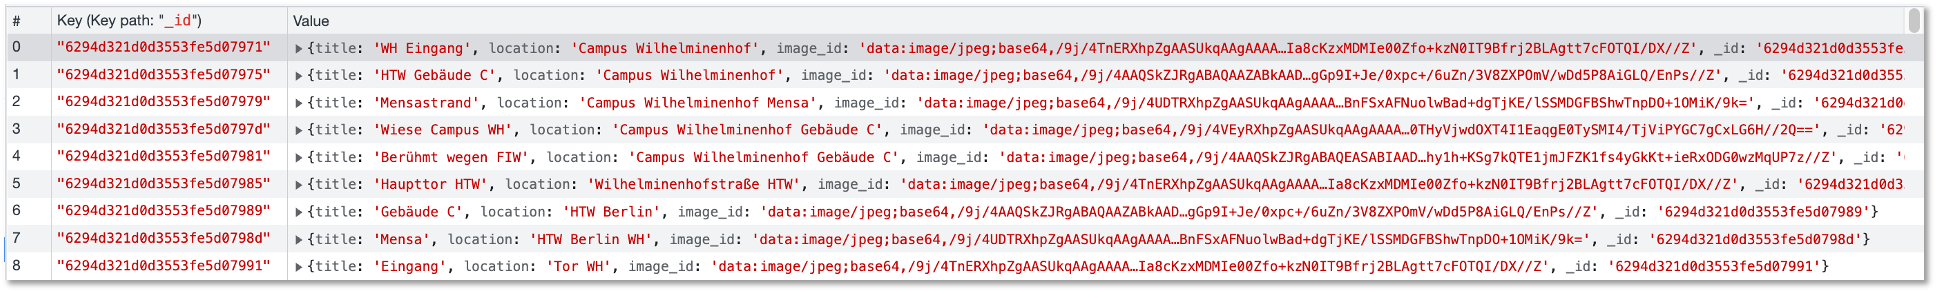 # Key (Key path: "_id") Value
0 "6294d321d0d3553fe5d07971" ▶{title: 'WH Eingang', location: 'Campus Wilhelminenhof', image_id: 'data:image/jpeg;base64,/9j/4TnERXhpZgAASUkqAAgAAAA…Ia8cKzxMDMIe00Zfo+kzN0IT9Bfrj2BLAgtt7cFOTQI/DX//Z', _id: '6294d321d0d3553fe
1 "6294d321d0d3553fe5d07975" ▶{title: 'HTW Gebäude C', location: 'Campus Wilhelminenhof', image_id: 'data:image/jpeg;base64,/9j/4AAQSkZJRgABAQAAZABkAAD…gGp9I+Je/0xpc+/6uZn/3V8ZXPOmV/wDd5P8AiGLQ/EnPs//Z', _id: '6294d321d0d355
2 "6294d321d0d3553fe5d07979" ▶{title: 'Mensastrand', location: 'Campus Wilhelminenhof Mensa', image_id: 'data:image/jpeg;base64,/9j/4UDTRXhpZgAASUkqAAgAAAA…BnFSxAFNuolwBad+dgTjKE/lSSMDGFBShwTnpDO+1OMiK/9k=', _id: '6294d321d0
3 "6294d321d0d3553fe5d0797d" ▶{title: 'Wiese Campus WH', location: 'Campus Wilhelminenhof Gebäude C', image_id: 'data:image/jpeg;base64,/9j/4VEyRXhpZgAASUkqAAgAAAA…0THyVjwdOXT4I1EaqgE0TySMI4/TjViPYGC7gCxLG6H//2Q==', _id: '62
4 "6294d321d0d3553fe5d07981" ▶{title: 'Berühmt wegen FIW', location: 'Campus Wilhelminenhof Gebäude C', image_id: 'data:image/jpeg;base64,/9j/4AAQSkZJRgABAQEASABIAAD…hy1h+KSg7kQTE1jmJFZK1fs4yGkKt+ieRxODG0wzMqUP7z//Z', _id: '
5 "6294d321d0d3553fe5d07985" ▶{title: 'Haupttor HTW', location: 'Wilhelminenhofstraße HTW', image_id: 'data:image/jpeg;base64,/9j/4TnERXhpZgAASUkqAAgAAAA…Ia8cKzxMDMIe00Zfo+kzN0IT9Bfrj2BLAgtt7cFOTQI/DX//Z', _id: '6294d321d0d3
6 "6294d321d0d3553fe5d07989" ▶{title: 'Gebäude C', location: 'HTW Berlin', image_id: 'data:image/jpeg;base64,/9j/4AAQSkZJRgABAQAAZABkAAD…gGp9I+Je/0xpc+/6uZn/3V8ZXPOmV/wDd5P8AiGLQ/EnPs//Z', _id: '6294d321d0d3553fe5d07989'}
7 "6294d321d0d3553fe5d0798d" ▶{title: 'Mensa', location: 'HTW Berlin WH', image_id: 'data:image/jpeg;base64,/9j/4UDTRXhpZgAASUkqAAgAAAA…BnFSxAFNuolwBad+dgTjKE/lSSMDGFBShwTnpDO+1OMiK/9k=', _id: '6294d321d0d3553fe5d0798d'}
8 "6294d321d0d3553fe5d07991" ▶{title: 'Eingang', location: 'Tor WH', image_id: 'data:image/jpeg;base64,/9j/4TnERXhpZgAASUkqAAgAAAA…Ia8cKzxMDMIe00Zfo+kzN0IT9Bfrj2BLAgtt7cFOTQI/DX//Z', _id: '6294d321d0d3553fe5d07991'}